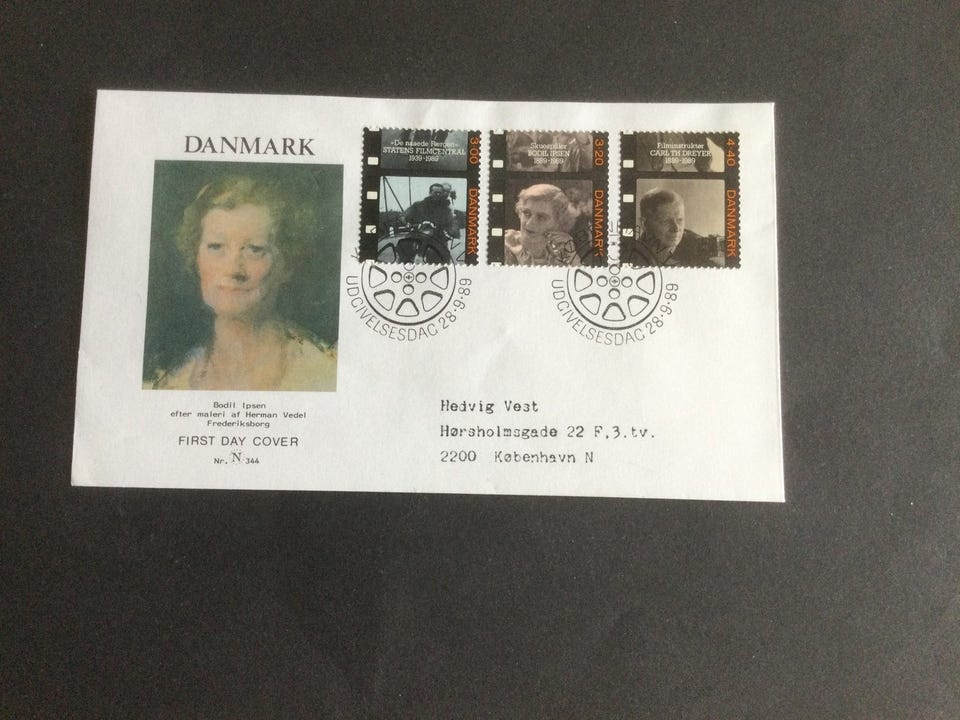 DANMARK
«De naaede Færgen»
STATENS FILMCENTRAL
1939-1989
3·00
DANMARK
Skuespiller
BODIL IPSEN
1889-1989
3·20
DANMARK
Filminstruktør
CARL TH. DREYER
1889-1989
4·40
DANMARK
UDGIVELSESDAG 28·9·89
UDGIVELSESDAG 28·9·89
Bodil Ipsen
efter maleri af Herman Vedel
Frederiksborg
FIRST DAY COVER
Nr. N 344
Hedvig Vest
Hørsholmsgade 22 F,3.tv.
2200 København N